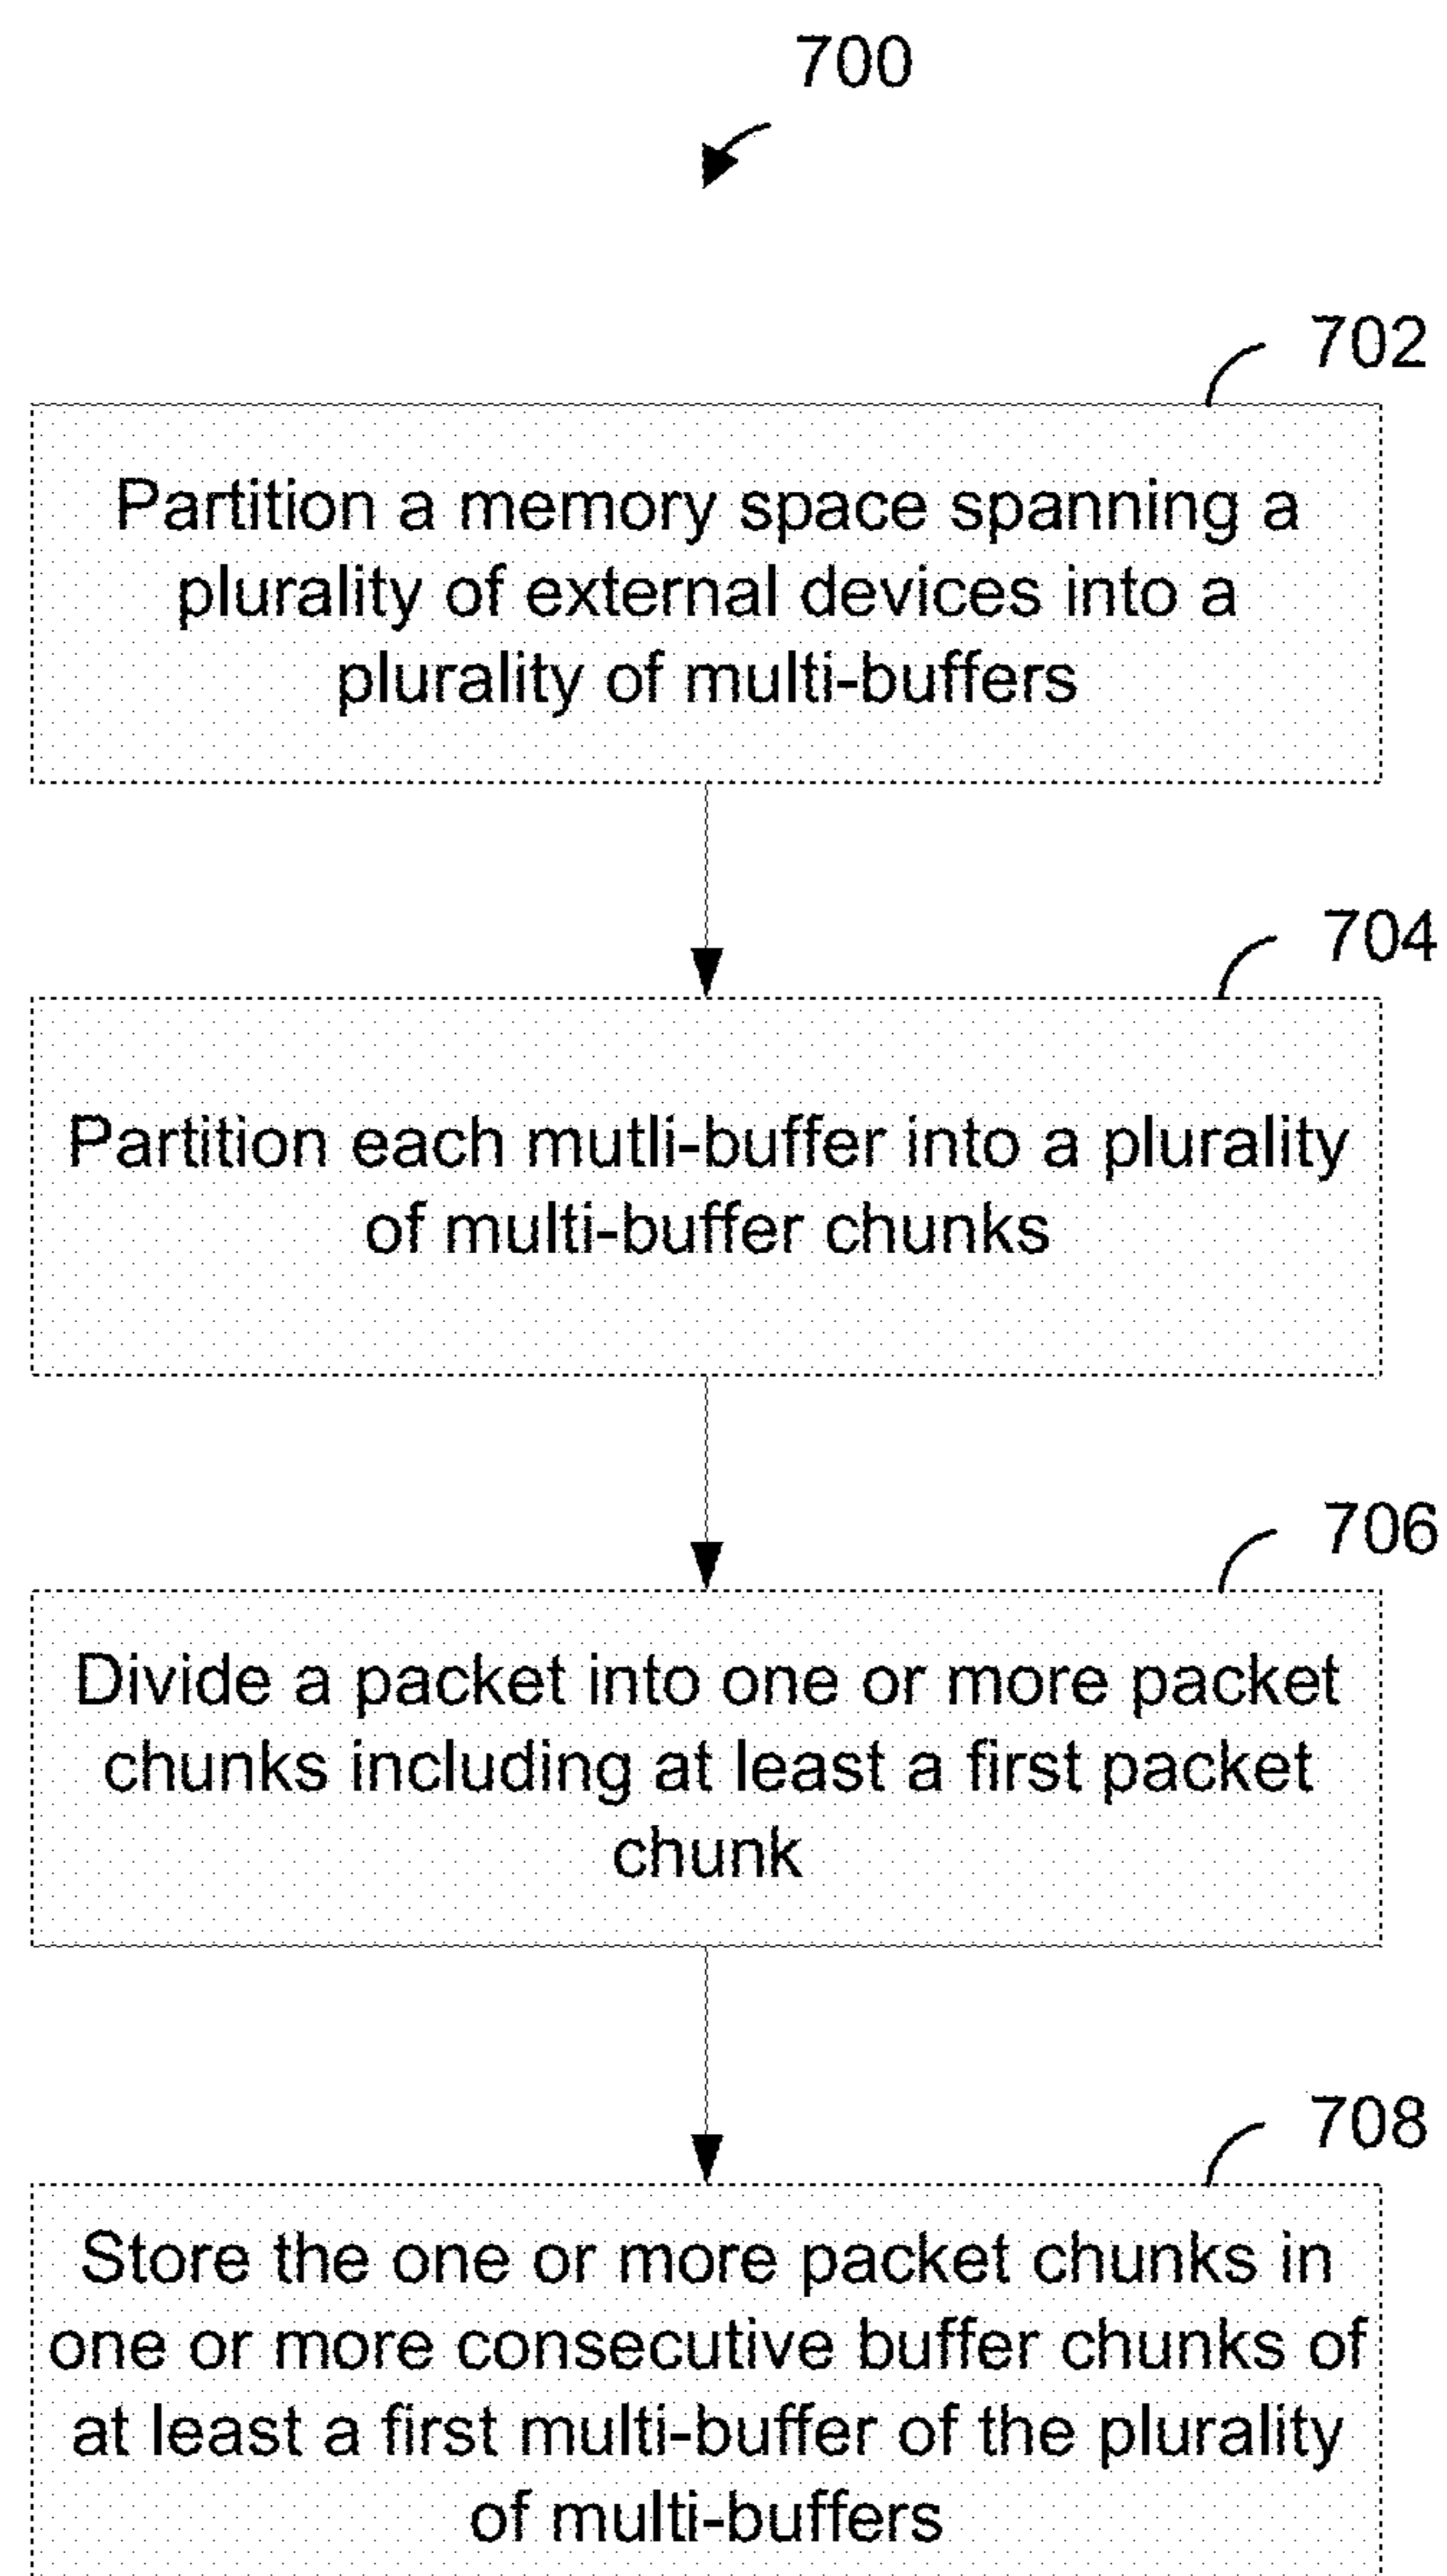 700
702
Partition a memory space spanning a
plurality of external devices into a
plurality of multi-buffers
704
Partition each mutli-buffer into a plurality
of multi-buffer chunks
706
Divide a packet into one or more packet
chunks including at least a first packet
chunk
708
Store the one or more packet chunks in
one or more consecutive buffer chunks of
at least a first multi-buffer of the plurality
of multi-buffers